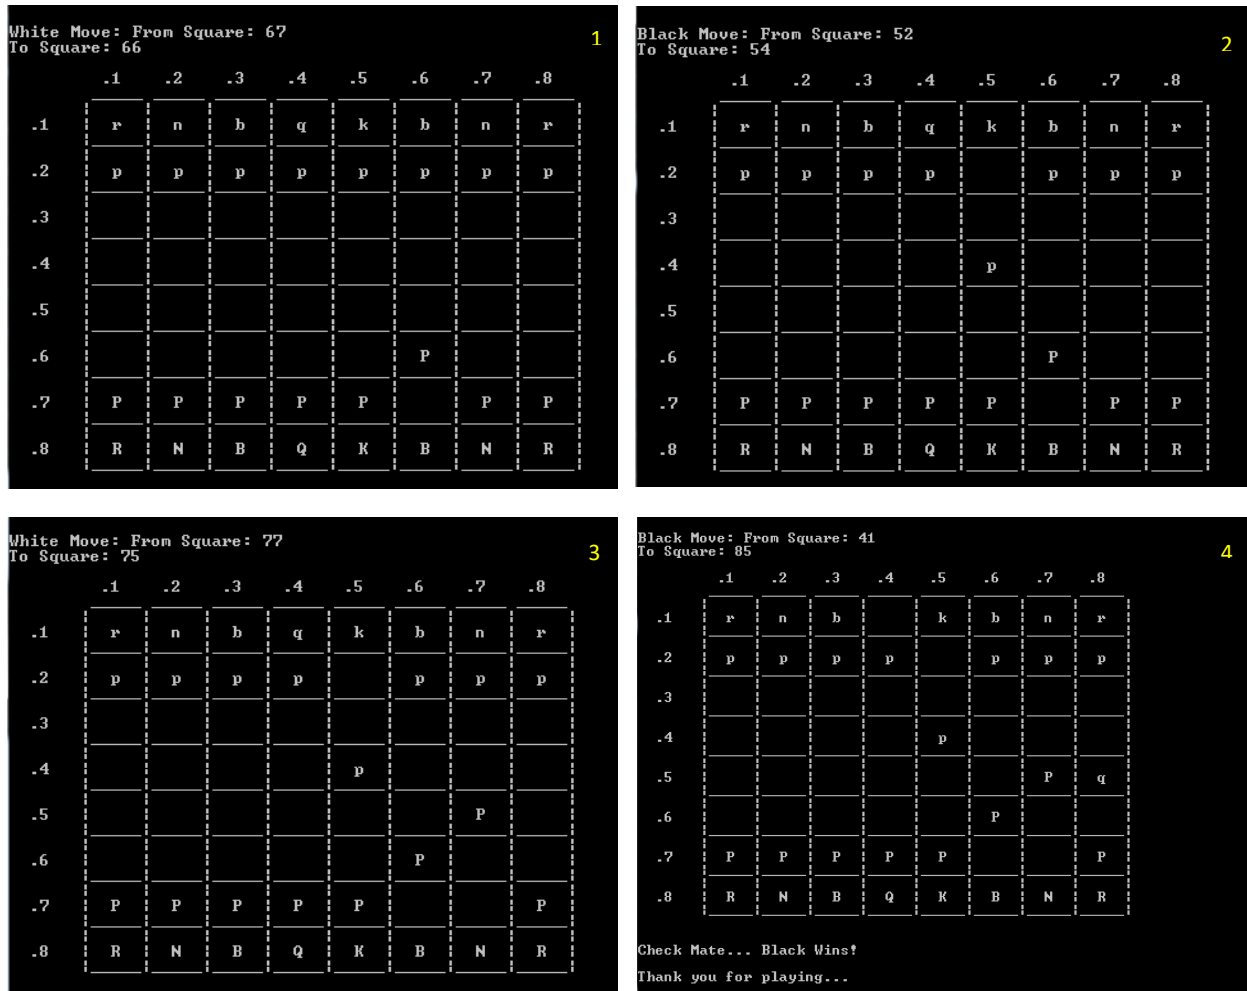 White Move: From Square: 67
To Square: 66
1
.1 .2 .3 .4 .5 .6 .7 .8
.1 r n b q k b n r
.2 p p p p p p p p
.3
.4
.5
.6 P
.7 P P P P P P P
.8 R N B Q K B N R
Black Move: From Square: 52
To Square: 54
2
.1 .2 .3 .4 .5 .6 .7 .8
.1 r n b q k b n r
.2 p p p p p p p
.3
.4 p
.5
.6 P
.7 P P P P P P P
.8 R N B Q K B N R
White Move: From Square: 77
To Square: 75
3
.1 .2 .3 .4 .5 .6 .7 .8
.1 r n b q k b n r
.2 p p p p p p p
.3
.4 p
.5 P
.6 P
.7 P P P P P P
.8 R N B Q K B N R
Black Move: From Square: 41
To Square: 85
4
.1 .2 .3 .4 .5 .6 .7 .8
.1 r n b k b n r
.2 p p p p p p p
.3
.4 p
.5 P q
.6 P
.7 P P P P P P
.8 R N B Q K B N R
Check Mate... Black Wins!
Thank you for playing...